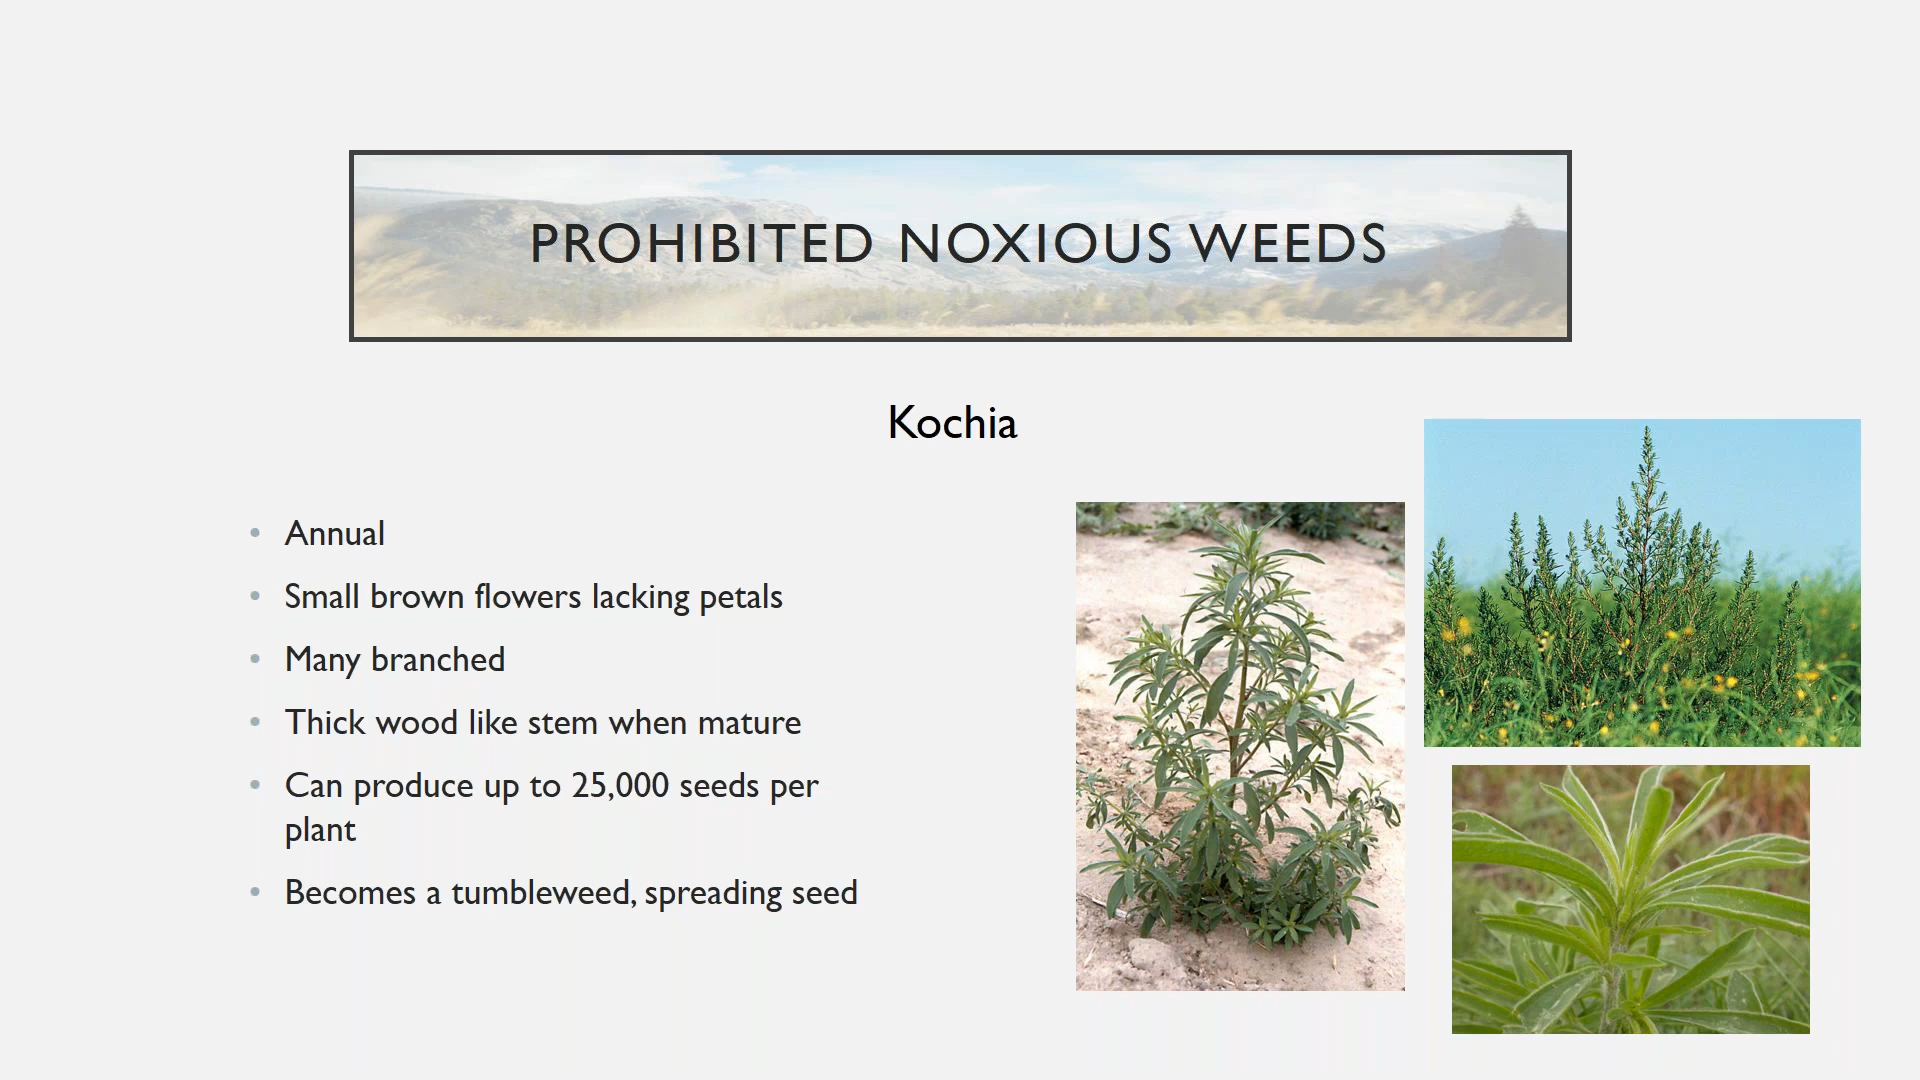 PROHIBITED NOXIOUS WEEDS
Kochia
• Annual
• Small brown flowers lacking petals
• Many branched
• Thick wood like stem when mature
• Can produce up to 25,000 seeds per
plant
• Becomes a tumbleweed, spreading seed